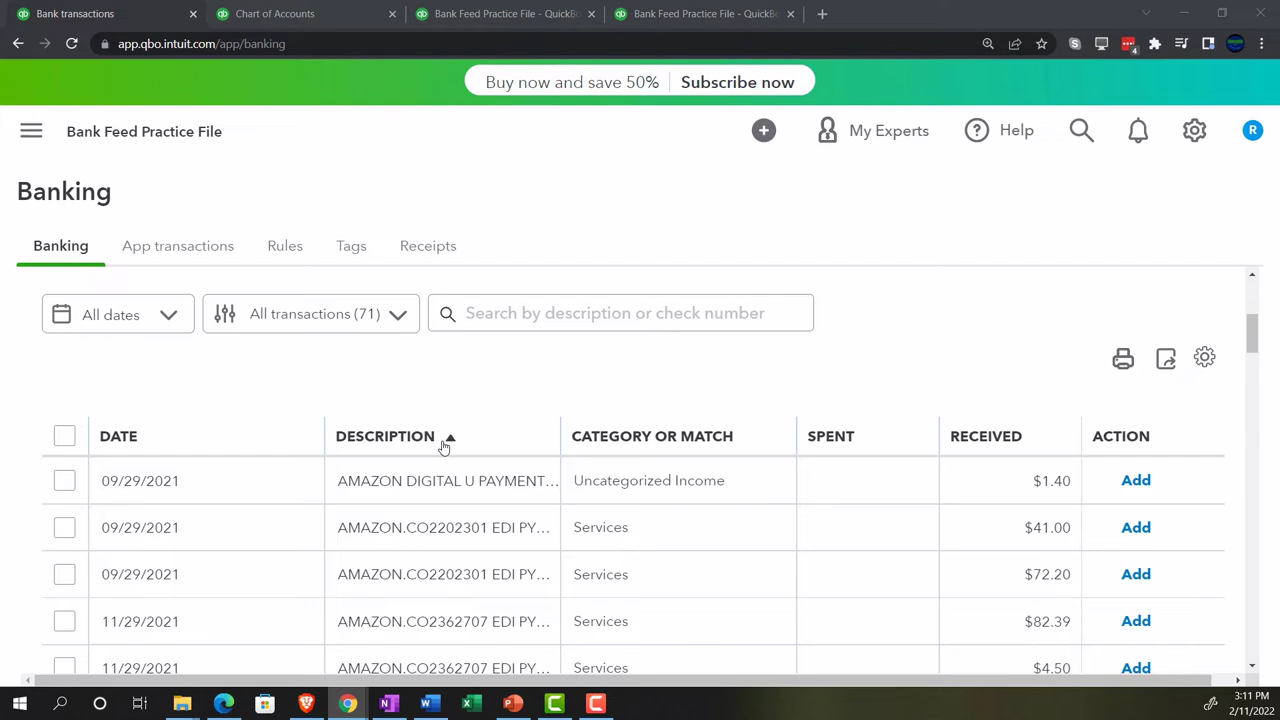 Bank transactions
Chart of Accounts
Bank Feed Practice File - QuickBo
Bank Feed Practice File - QuickBo
app.qbo.intuit.com/app/banking
4
Buy now and save 50% Subscribe now
Bank Feed Practice File
My Experts
Help
R
Banking
Banking App transactions Rules Tags Receipts
All dates
All transactions (71)
Search by description or check number
DATE DESCRIPTION CATEGORY OR MATCH SPENT RECEIVED ACTION
09/29/2021 AMAZON DIGITAL U PAYMENT... Uncategorized Income $1.40 Add
09/29/2021 AMAZON.CO2202301 EDI PY... Services $41.00 Add
09/29/2021 AMAZON.CO2202301 EDI PY... Services $72.20 Add
11/29/2021 AMAZON.CO2362707 EDI PY... Services $82.39 Add
11/29/2021 AMAZON.CO2362707 EDI PY... Services $4.50 Add
3:11 PM
2/11/2022